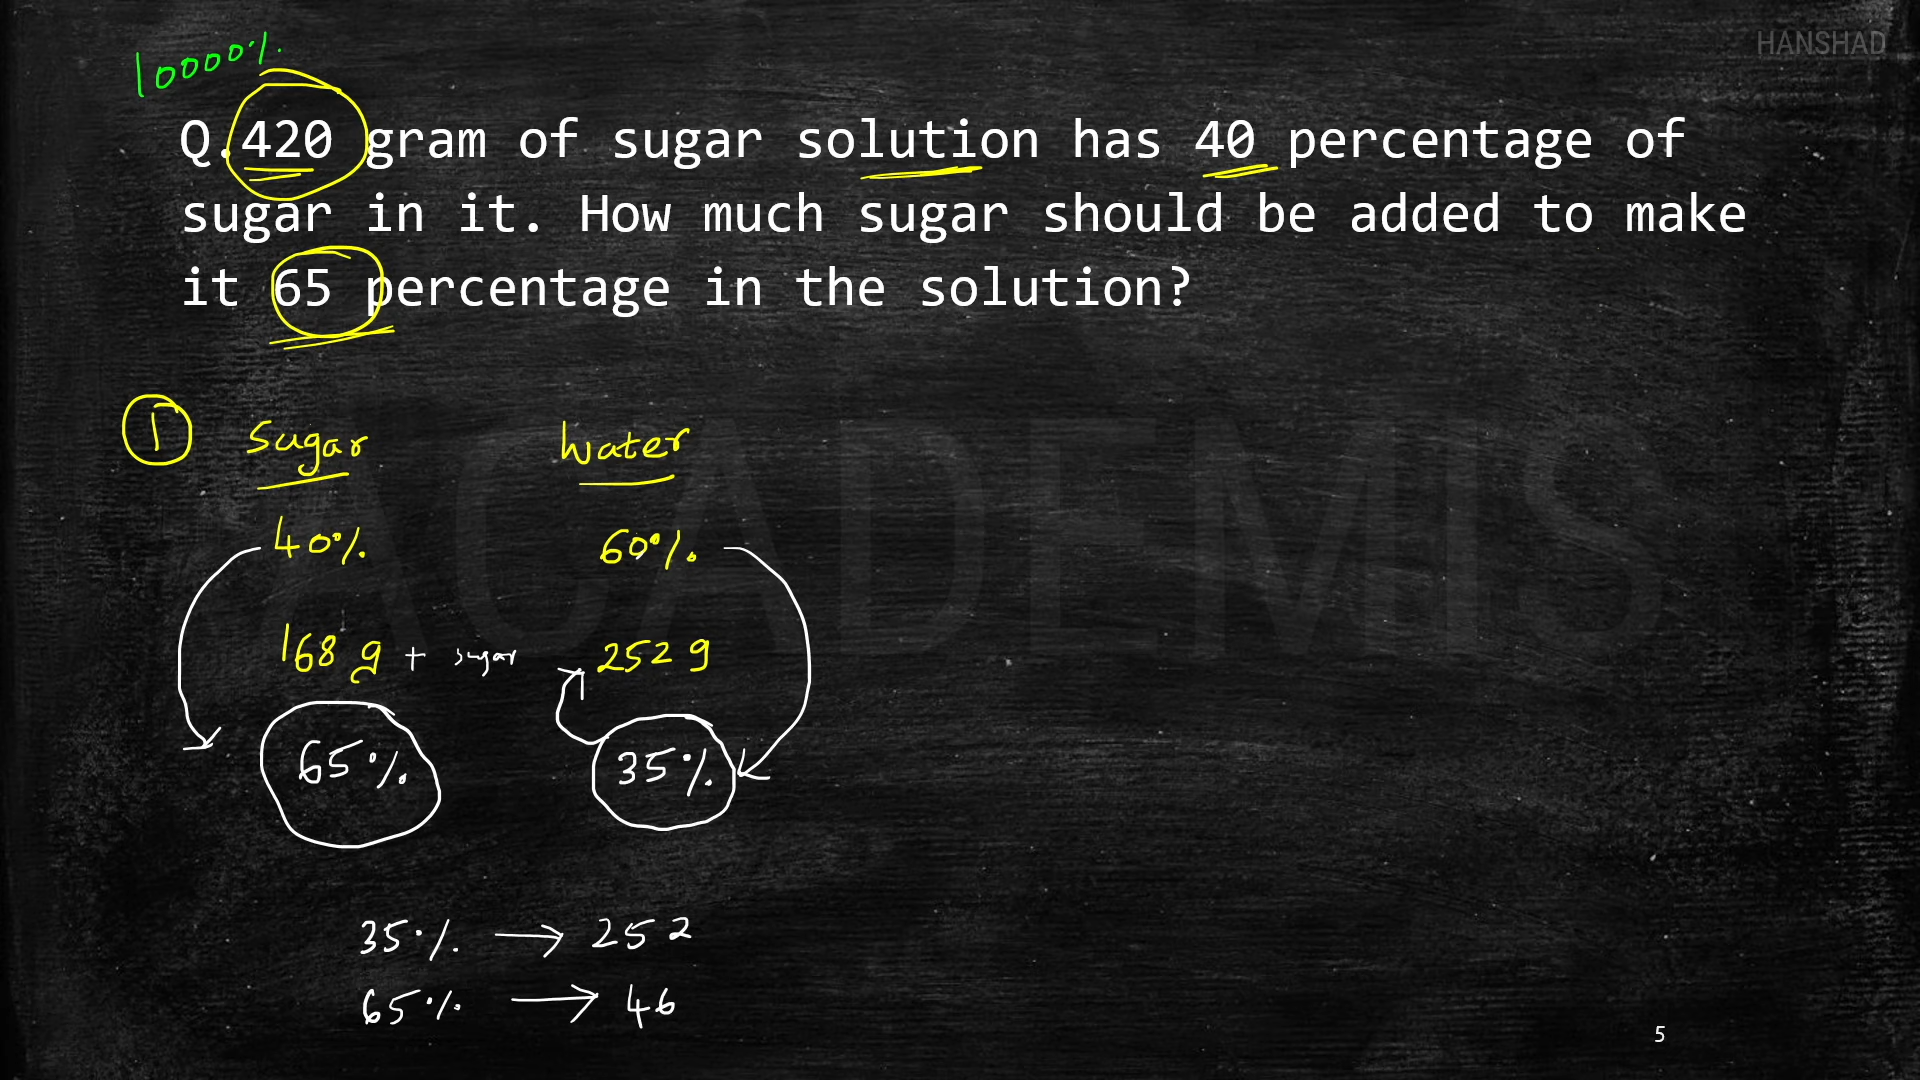 HANSHAD
10000%
Q.420 gram of sugar solution has 40 percentage of
sugar in it. How much sugar should be added to make
it 65 percentage in the solution?
ACADEMIS
1 Sugar Water
40% 60%
168 g + sugar 252 g
65% 35%
35% → 252
65% → 46
5